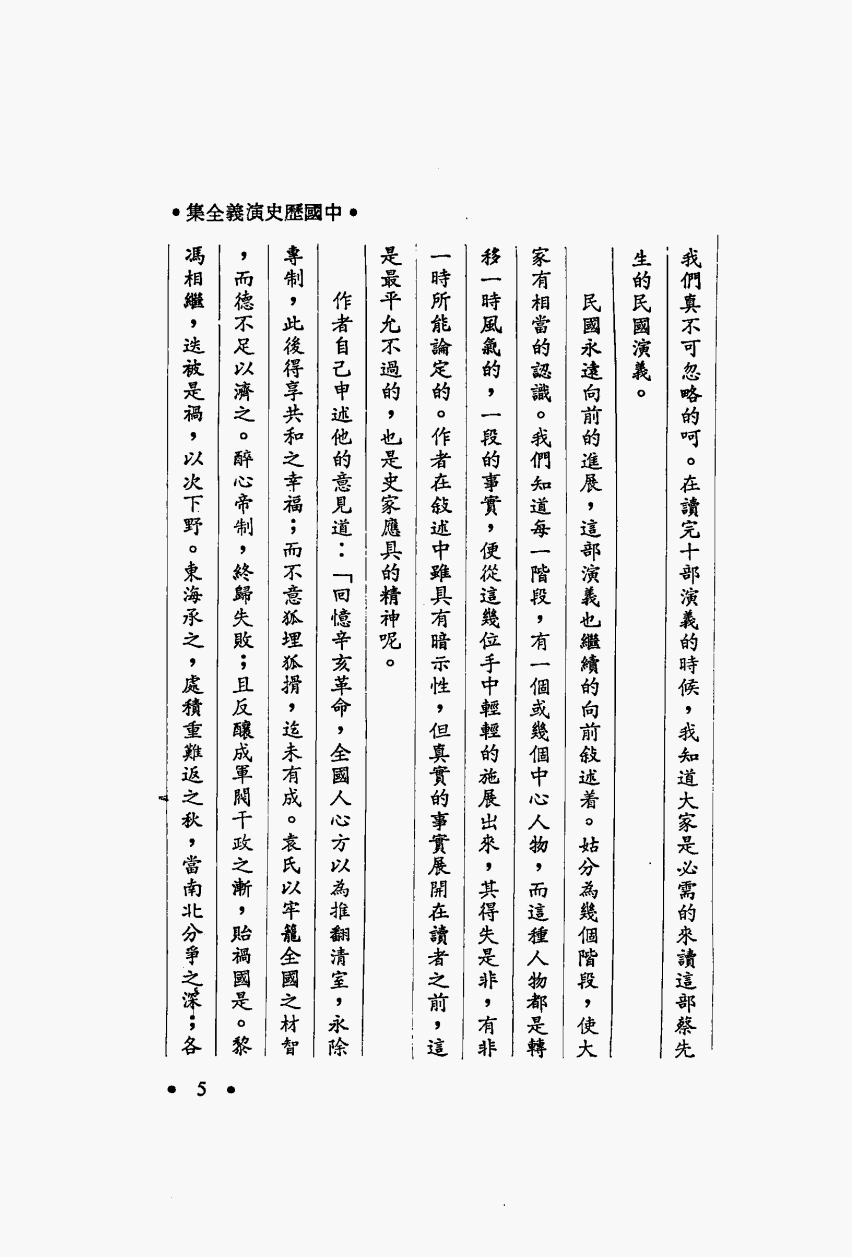 •中國歷史演義全集•
我們真不可忽略的呵。在讀完十部演義的時候，我知道大家是必需的來讀這部蔡先
生的民國演義。
民國永遠向前的進展，這部演義也繼續的向前敍述着。姑分為幾個階段，使大
家有相當的認識。我們知道每一階段，有一個或幾個中心人物，而這種人物都是轉
移一時風氣的，一段的事實，便從這幾位手中輕輕的施展出來，其得失是非，有非
一時所能論定的。作者在敍述中雖具有暗示性，但真實的事實展開在讀者之前，這
是最平允不過的，也是史家應具的精神呢。
作者自己申述他的意見道：「回憶辛亥革命，全國人心方以為推翻清室，永除
專制，此後得享共和之幸福；而不意狐埋狐搰，迄未有成。袁氏以牢籠全國之材智
，而德不足以濟之。醉心帝制，終歸失敗；且反釀成軍閥干政之漸，貽禍國是。黎
馮相繼，迭被是禍，以次下野。東海承之，處積重難返之秋，當南北分爭之深；各
• 5 •